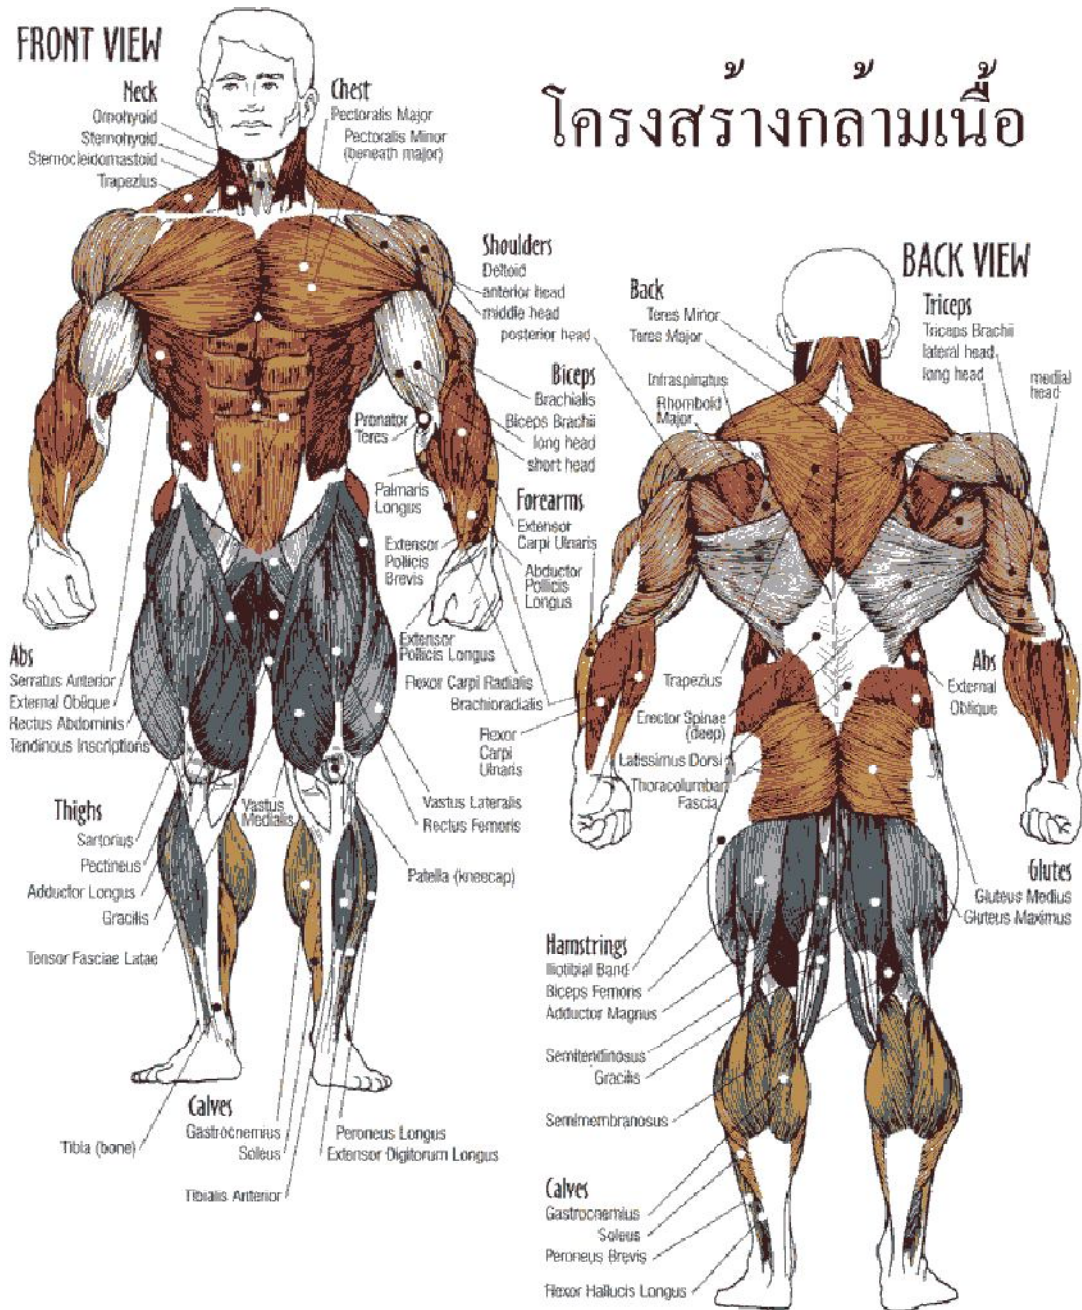 FRONT VIEW
Neck
Omohyoid
Sternohyoid
Sternocleidomastoid
Trapezius
Chest
Pectoralis Major
Pectoralis Minor
(beneath major)
โครงสร้างกล้ามเนื้อ
Shoulders
Deltoid
anterior head
middle head
posterior head
Biceps
Brachialis
Biceps Brachii
long head
short head
Pronator
Teres
Palmaris
Longus
Forearms
Extensor
Carpi Ulnaris
Extensor
Pollicis
Brevis
Abductor
Pollicis
Longus
Extensor
Pollicis Longus
Flexor Carpi Radialis
Brachioradialis
Flexor
Carpi
Ulnaris
Abs
Serratus Anterior
External Oblique
Rectus Abdominis
Tendinous Inscriptions
Thighs
Sartorius
Pectineus
Adductor Longus
Gracilis
Tensor Fasciae Latae
Vastus
Medialis
Vastus Lateralis
Rectus Femoris
Patella (kneecap)
Calves
Gastrocnemius
Soleus
Tibia (bone)
Tibialis Anterior
Peroneus Longus
Extensor Digitorum Longus
BACK VIEW
Back
Teres Minor
Teres Major
Infraspinatus
Rhomboid
Major
Triceps
Triceps Brachii
lateral head
long head
medial
head
Trapezius
Erector Spinae
(deep)
Latissimus Dorsi
Thoracolumbar
Fascia
Abs
External
Oblique
Glutes
Gluteus Medius
Gluteus Maximus
Hamstrings
Iliotibial Band
Biceps Femoris
Adductor Magnus
Semitendinosus
Gracilis
Semimembranosus
Calves
Gastrocnemius
Soleus
Peroneus Brevis
Flexor Hallucis Longus